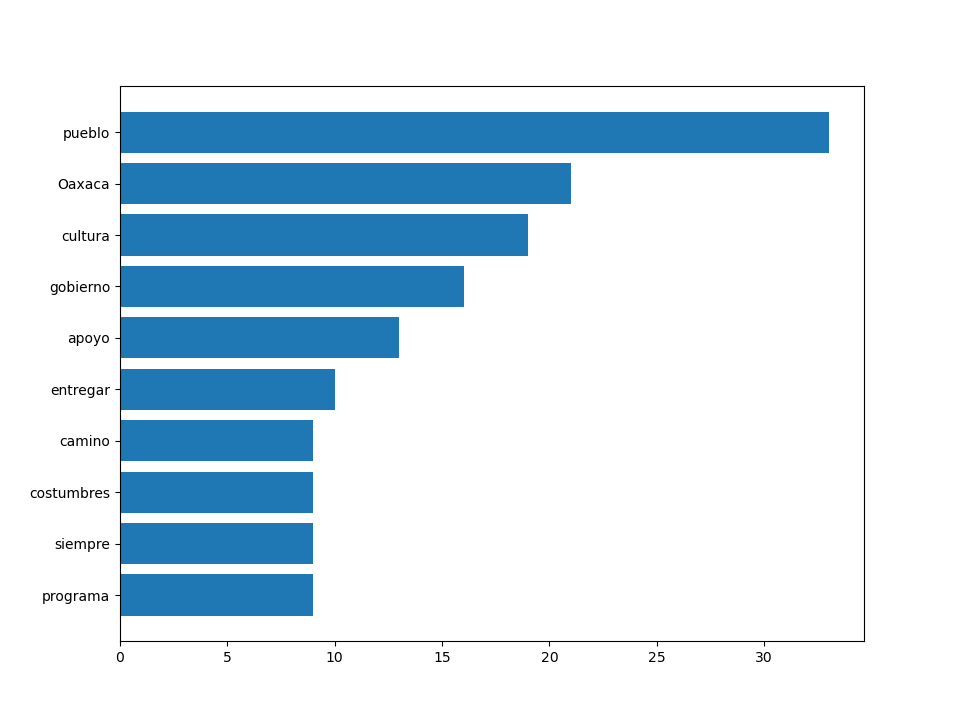 pueblo
Oaxaca
cultura
gobierno
apoyo
entregar
camino
costumbres
siempre
programa
0 5 10 15 20 25 30